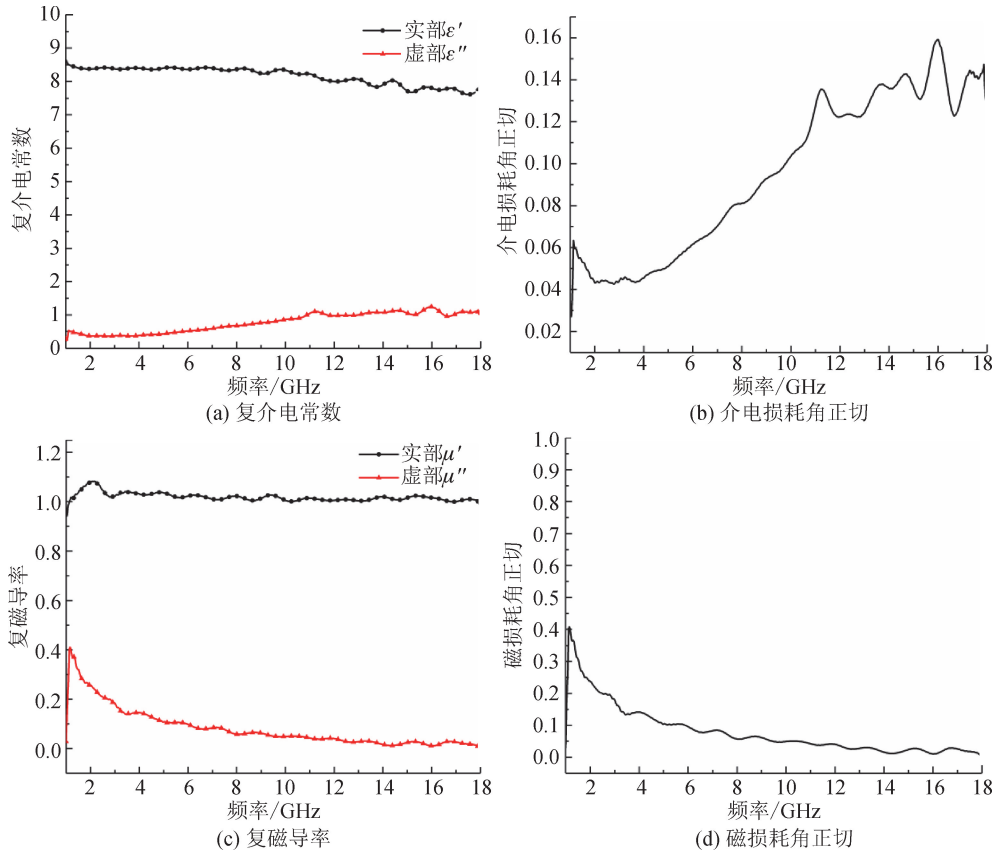 10
9
8
7
6
5
4
3
2
1
0
复介电常数
实部ε′
虚部ε″
2 4 6 8 10 12 14 16 18
频率/GHz
(a) 复介电常数
0.16
0.14
0.12
0.10
0.08
0.06
0.04
0.02
介电损耗角正切
2 4 6 8 10 12 14 16 18
频率/GHz
(b) 介电损耗角正切
1.2
1.0
0.8
0.6
0.4
0.2
0.0
复磁导率
实部μ′
虚部μ″
2 4 6 8 10 12 14 16 18
频率/GHz
(c) 复磁导率
1.0
0.9
0.8
0.7
0.6
0.5
0.4
0.3
0.2
0.1
0.0
磁损耗角正切
2 4 6 8 10 12 14 16 18
频率/GHz
(d) 磁损耗角正切